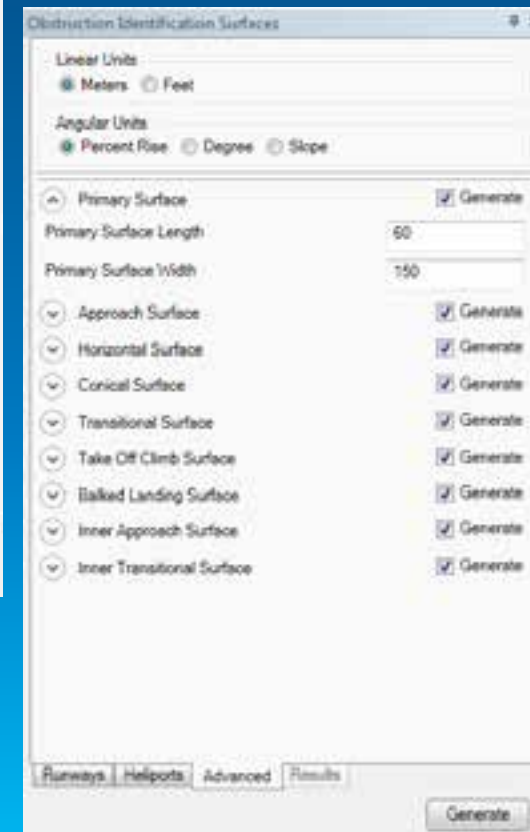 Obstruction Identification Surfaces
Linear Units
Meters Feet
Angular Units
Percent Rise Degree Slope
Primary Surface Generate
Primary Surface Length 60
Primary Surface Width 150
Approach Surface Generate
Horizontal Surface Generate
Conical Surface Generate
Transitional Surface Generate
Take Off Climb Surface Generate
Balked Landing Surface Generate
Inner Approach Surface Generate
Inner Transitional Surface Generate
Runways Heliports Advanced Results
Generate